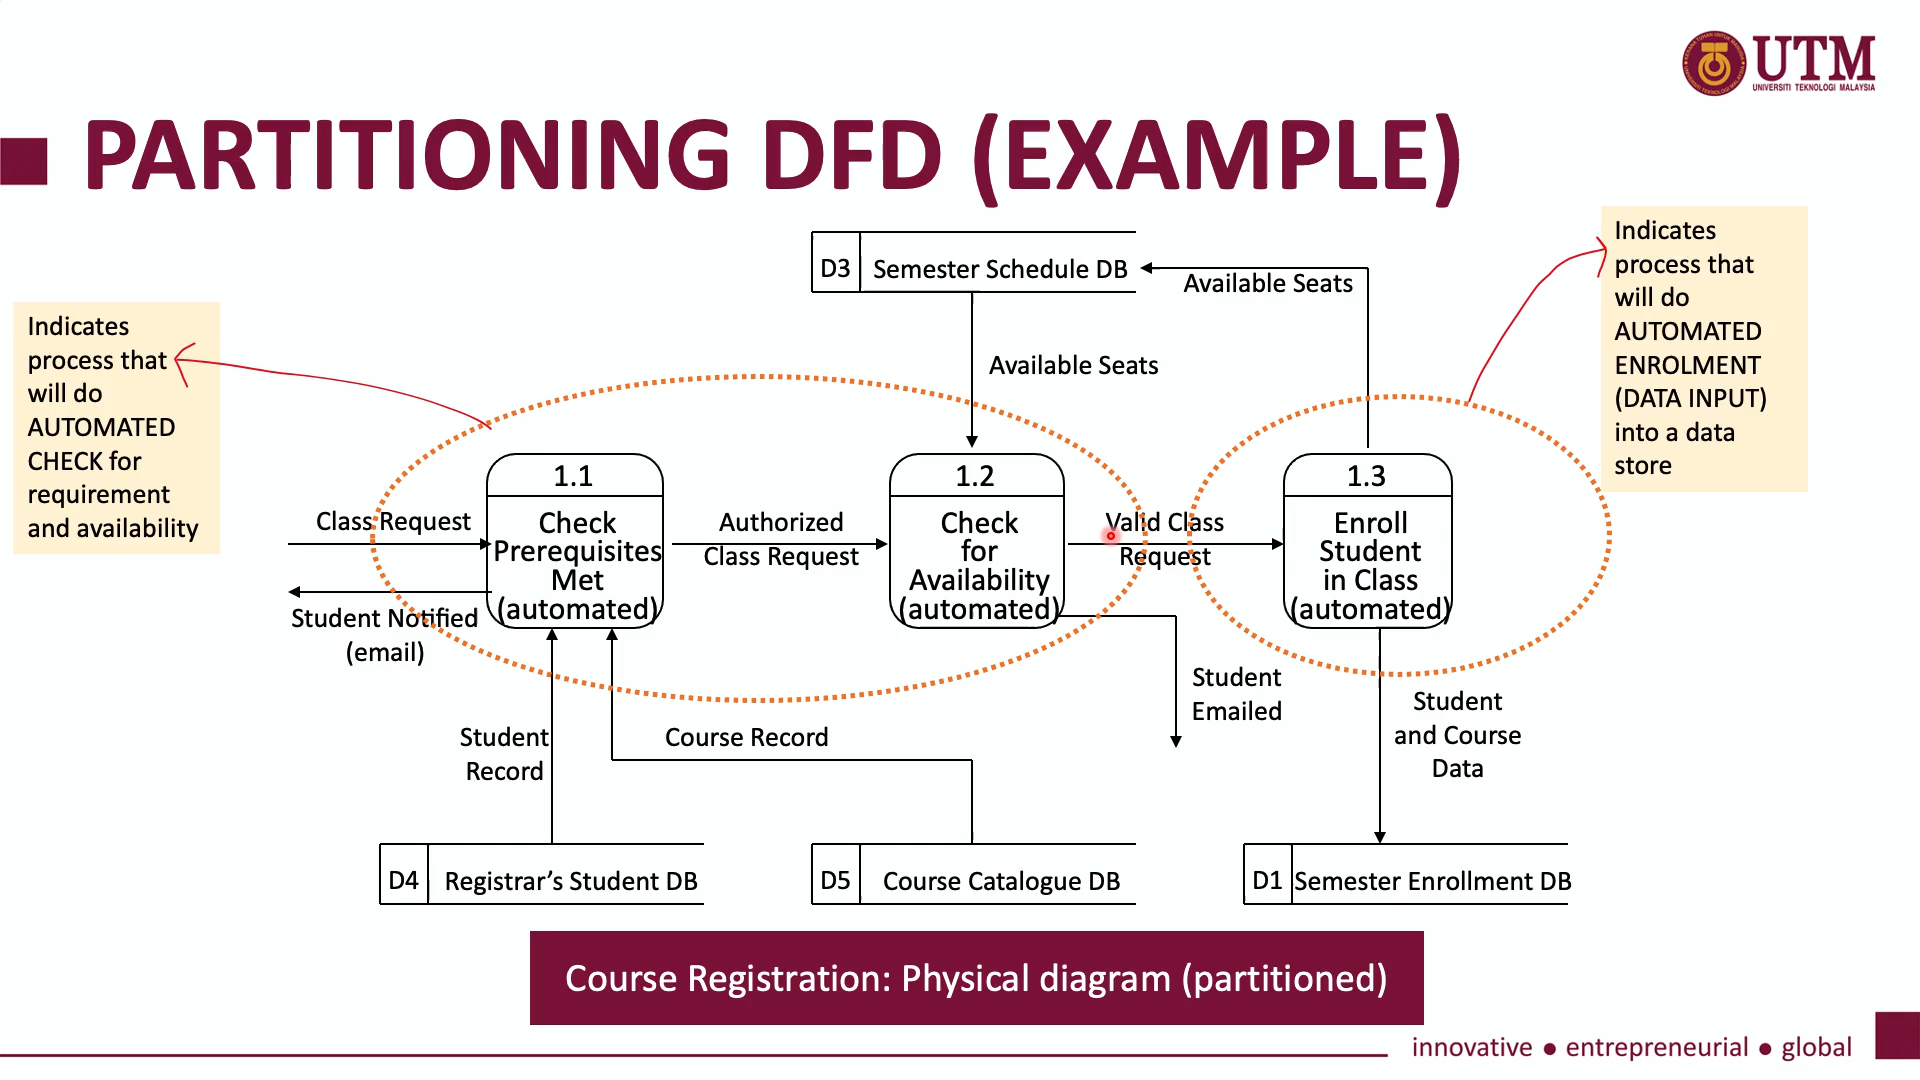 UTM
UNIVERSITI TEKNOLOGI MALAYSIA
PARTITIONING DFD (EXAMPLE)
Indicates
process that
will do
AUTOMATED
CHECK for
requirement
and availability
Indicates
process that
will do
AUTOMATED
ENROLMENT
(DATA INPUT)
into a data
store
D3
Semester Schedule DB
Available Seats
Available Seats
Class Request
Student Notified
(email)
1.1
Check
Prerequisites
Met
(automated)
Authorized
Class Request
1.2
Check
for
Availability
(automated)
Valid Class
Request
1.3
Enroll
Student
in Class
(automated)
Student
Emailed
Student
and Course
Data
Student
Record
Course Record
D4
Registrar’s Student DB
D5
Course Catalogue DB
D1
Semester Enrollment DB
Course Registration: Physical diagram (partitioned)
innovative ● entrepreneurial ● global